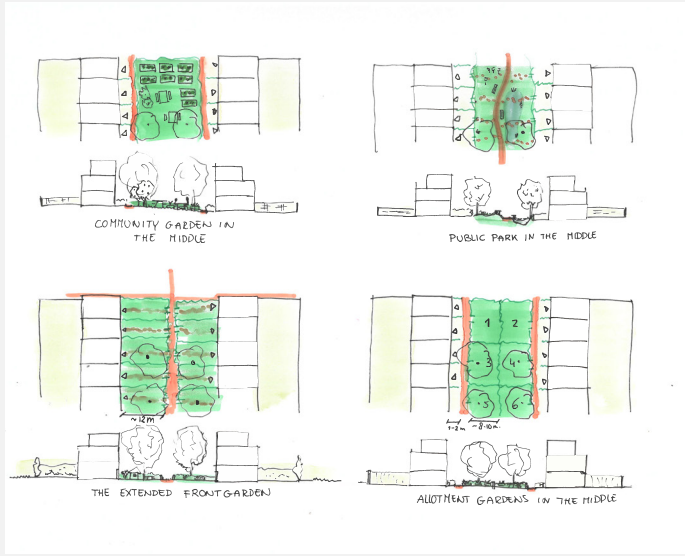 COMMUNITY GARDEN IN
THE MIDDLE
PUBLIC PARK IN THE MIDDLE
~12m
THE EXTENDED FRONTGARDEN
1 2
3 4
5 6
1-2m ~8-10m.
ALLOTMENT GARDENS IN THE MIDDLE